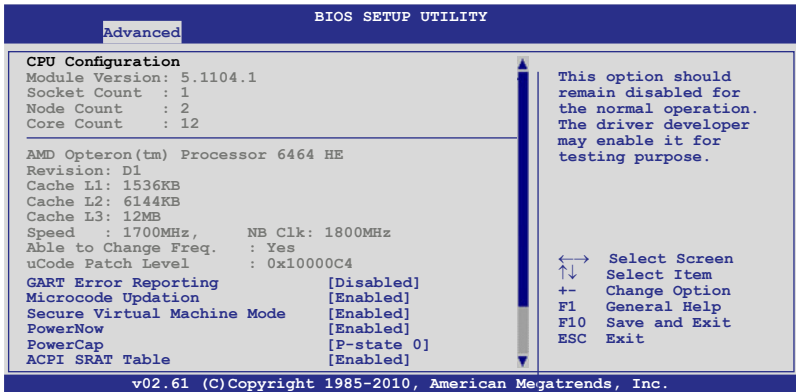 BIOS SETUP UTILITY
Advanced
CPU Configuration
Module Version: 5.1104.1
Socket Count : 1
Node Count : 2
Core Count : 12
AMD Opteron(tm) Processor 6464 HE
Revision: D1
Cache L1: 1536KB
Cache L2: 6144KB
Cache L3: 12MB
Speed : 1700MHz, NB Clk: 1800MHz
Able to Change Freq. : Yes
uCode Patch Level : 0x10000C4
GART Error Reporting [Disabled]
Microcode Updation [Enabled]
Secure Virtual Machine Mode [Enabled]
PowerNow [Enabled]
PowerCap [P-state 0]
ACPI SRAT Table [Enabled]
This option should
remain disabled for
the normal operation.
The driver developer
may enable it for
testing purpose.
←→ Select Screen
↑↓ Select Item
+- Change Option
F1 General Help
F10 Save and Exit
ESC Exit
v02.61 (C)Copyright 1985-2010, American Megatrends, Inc.